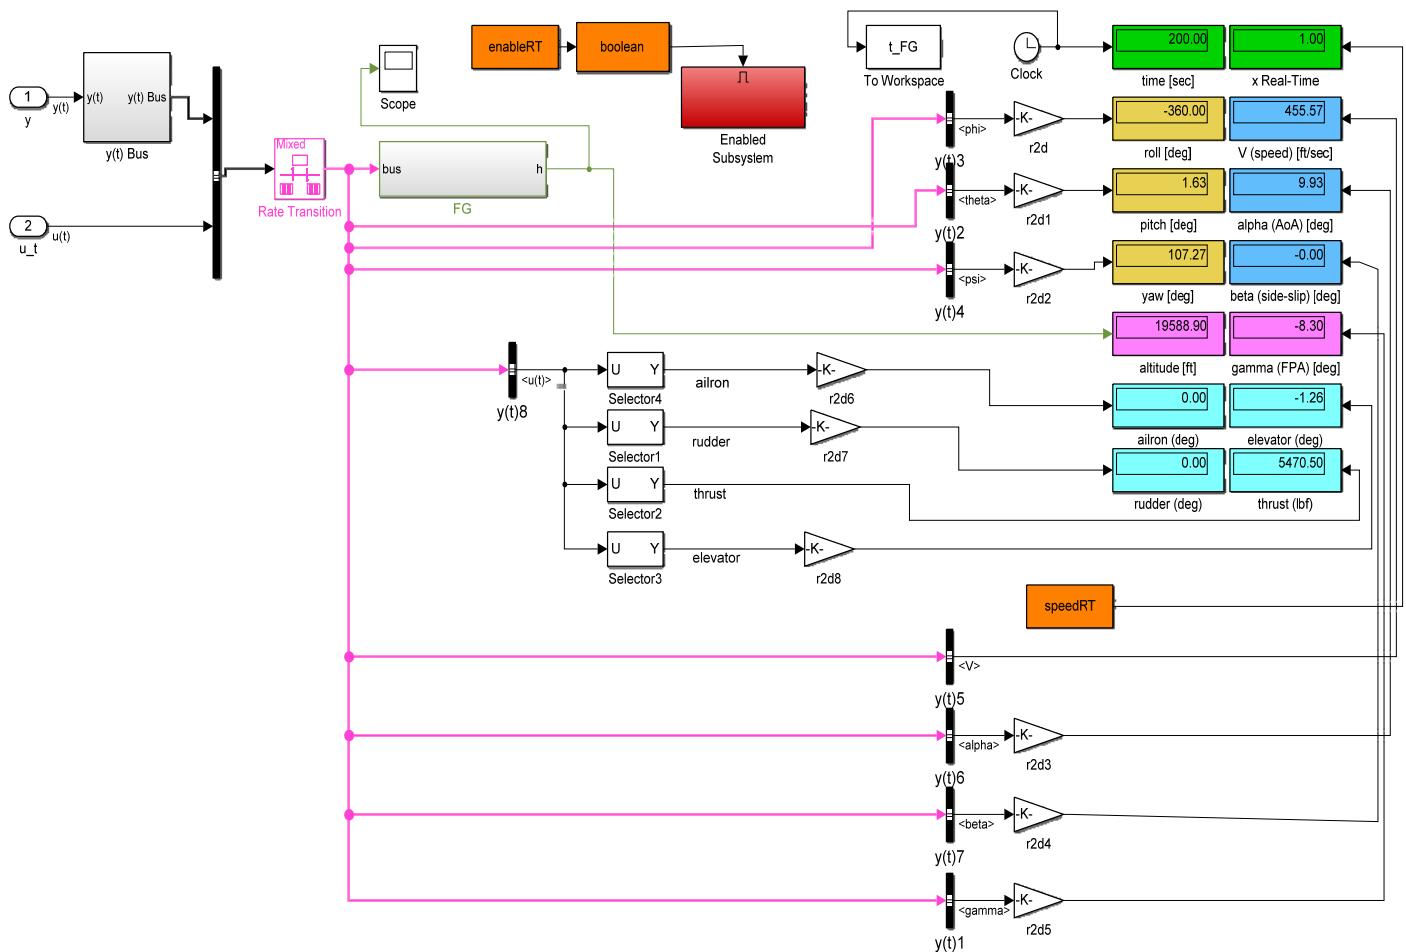 1
y
y(t)
y(t)
y(t) Bus
y(t) Bus
2
u_t
u(t)
Mixed
Rate Transition
Scope
bus
h
FG
enableRT
boolean
Enabled
Subsystem
t_FG
To Workspace
Clock
200.00
time [sec]
1.00
x Real-Time
<phi>
y(t)3
-K-
r2d
-360.00
roll [deg]
455.57
V (speed) [ft/sec]
<theta>
y(t)2
-K-
r2d1
1.63
pitch [deg]
9.93
alpha (AoA) [deg]
<psi>
y(t)4
-K-
r2d2
107.27
yaw [deg]
-0.00
beta (side-slip) [deg]
19588.90
altitude [ft]
-8.30
gamma (FPA) [deg]
<u(t)>
y(t)8
U
Y
Selector4
ailron
-K-
r2d6
0.00
ailron (deg)
-1.26
elevator (deg)
U
Y
Selector1
rudder
-K-
r2d7
0.00
rudder (deg)
5470.50
thrust (lbf)
U
Y
Selector2
thrust
U
Y
Selector3
elevator
-K-
r2d8
speedRT
<V>
y(t)5
<alpha>
y(t)6
-K-
r2d3
<beta>
y(t)7
-K-
r2d4
<gamma>
y(t)1
-K-
r2d5